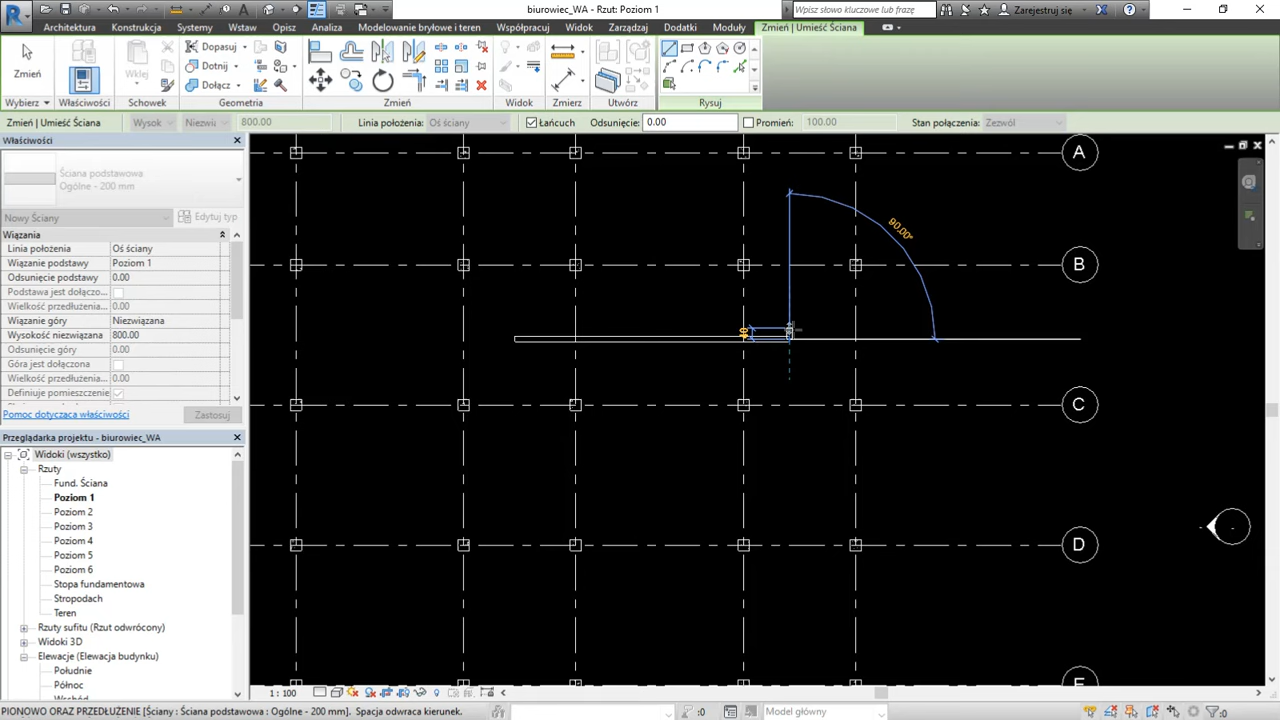 biurowiec_WA - Rzut: Poziom 1
Wpisz słowo kluczowe lub frazę
Zarejestruj się
Architektura
Konstrukcja
Systemy
Wstaw
Opisz
Analiza
Modelowanie bryłowe i teren
Współpracuj
Widok
Zarządzaj
Dodatki
Moduły
Zmień | Umieść Ściana
Zmień
Wklej
Dopasuj
Dotnij
Dołącz
Wybierz
Właściwości
Schowek
Geometria
Zmień
Widok
Zmierz
Utwórz
Rysuj
Zmień | Umieść Ściana
Wysok
Niezwią
800.00
Linia położenia:
Oś ściany
Łańcuch
Odsunięcie:
0.00
Promień:
100.00
Stan połączenia:
Zezwól
Właściwości
Ściana podstawowa
Ogólne - 200 mm
Nowy Ściany
Edytuj typ
Wiązania
Linia położenia
Oś ściany
Wiązanie podstawy
Poziom 1
Odsunięcie podstawy
0.00
Podstawa jest dołączo...
Wielkość przedłużenia...
0.00
Wiązanie góry
Niezwiązana
Wysokość niezwiązana
800.00
Odsunięcie góry
0.00
Góra jest dołączona
Wielkość przedłużenia...
0.00
Definiuje pomieszczenie
Pomoc dotycząca właściwości
Zastosuj
Przeglądarka projektu - biurowiec_WA
Widoki (wszystko)
Rzuty
Fund. Ściana
Poziom 1
Poziom 2
Poziom 3
Poziom 4
Poziom 5
Poziom 6
Stopa fundamentowa
Stropodach
Teren
Rzuty sufitu (Rzut odwrócony)
Widoki 3D
Elewacje (Elewacja budynku)
Południe
Północ
Wschód
A
B
C
D
E
90.00°
1 : 100
PIONOWO ORAZ PRZEDŁUŻENIE [Ściany : Ściana podstawowa : Ogólne - 200 mm]. Spacja odwraca kierunek.
:0
Model główny
:0